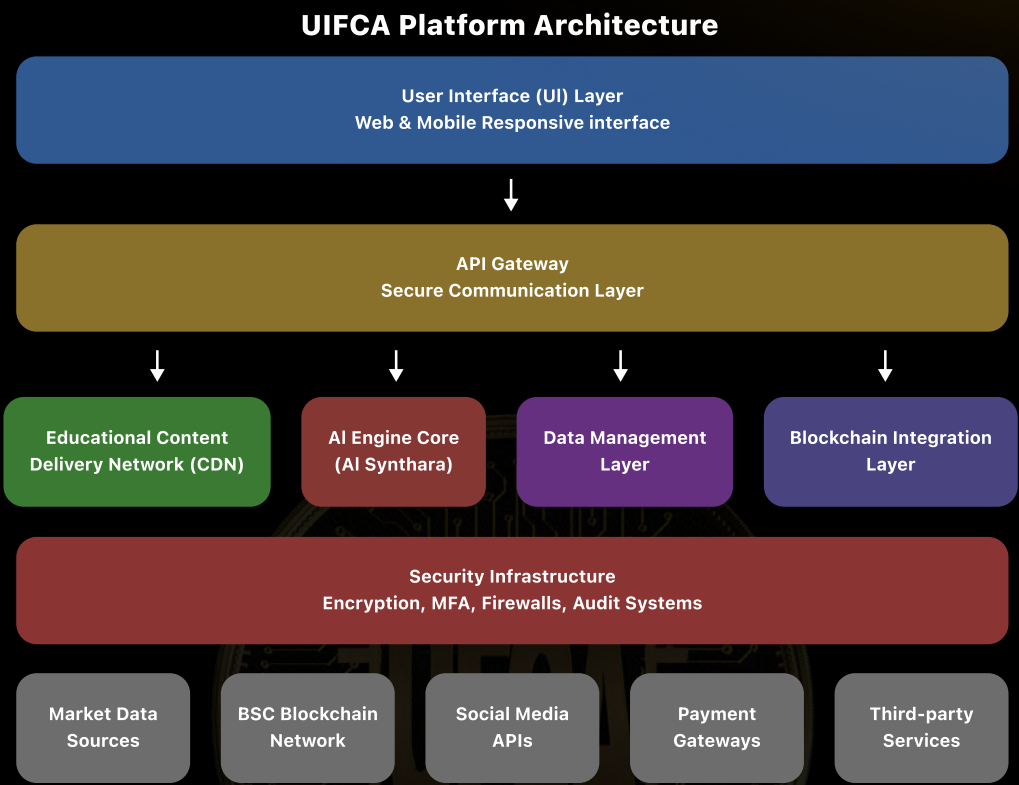 UIFCA Platform Architecture
User Interface (UI) Layer
Web & Mobile Responsive interface
API Gateway
Secure Communication Layer
Educational Content
Delivery Network (CDN)
AI Engine Core
(AI Synthara)
Data Management
Layer
Blockchain Integration
Layer
Security Infrastructure
Encryption, MFA, Firewalls, Audit Systems
Market Data
Sources
BSC Blockchain
Network
Social Media
APIs
Payment
Gateways
Third-party
Services